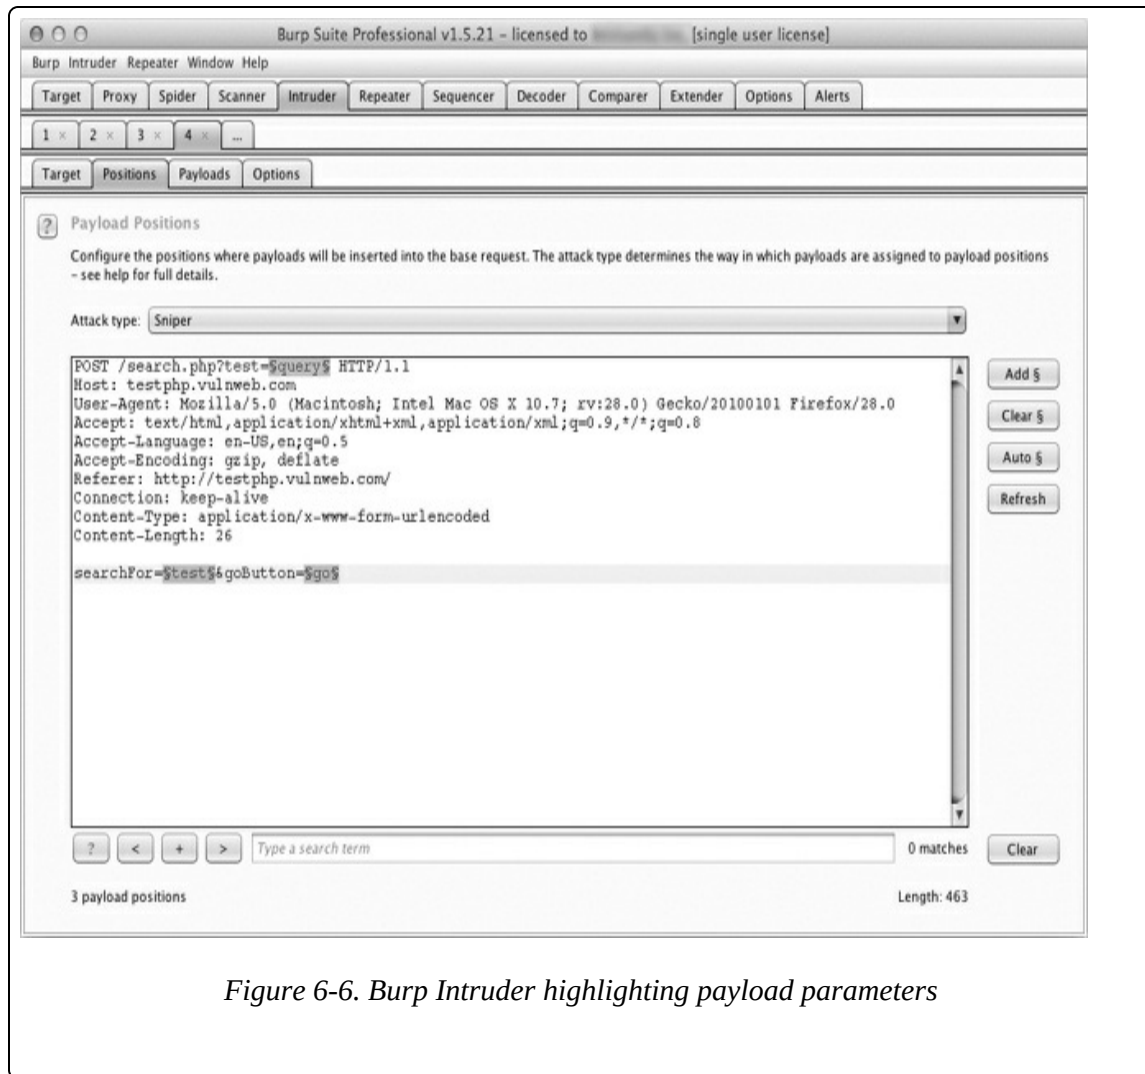 Burp Suite Professional v1.5.21 – licensed to [single user license]
Burp Intruder Repeater Window Help
Target Proxy Spider Scanner Intruder Repeater Sequencer Decoder Comparer Extender Options Alerts
1 × 2 × 3 × 4 × ...
Target Positions Payloads Options
? Payload Positions
Configure the positions where payloads will be inserted into the base request. The attack type determines the way in which payloads are assigned to payload positions
– see help for full details.
Attack type: Sniper
POST /search.php?test=§query§ HTTP/1.1
Host: testphp.vulnweb.com
User-Agent: Mozilla/5.0 (Macintosh; Intel Mac OS X 10.7; rv:28.0) Gecko/20100101 Firefox/28.0
Accept: text/html,application/xhtml+xml,application/xml;q=0.9,*/*;q=0.8
Accept-Language: en-US,en;q=0.5
Accept-Encoding: gzip, deflate
Referer: http://testphp.vulnweb.com/
Connection: keep-alive
Content-Type: application/x-www-form-urlencoded
Content-Length: 26
searchFor=§test§&goButton=§go§
Add §
Clear §
Auto §
Refresh
? < + > Type a search term 0 matches Clear
3 payload positions Length: 463
Figure 6-6. Burp Intruder highlighting payload parameters